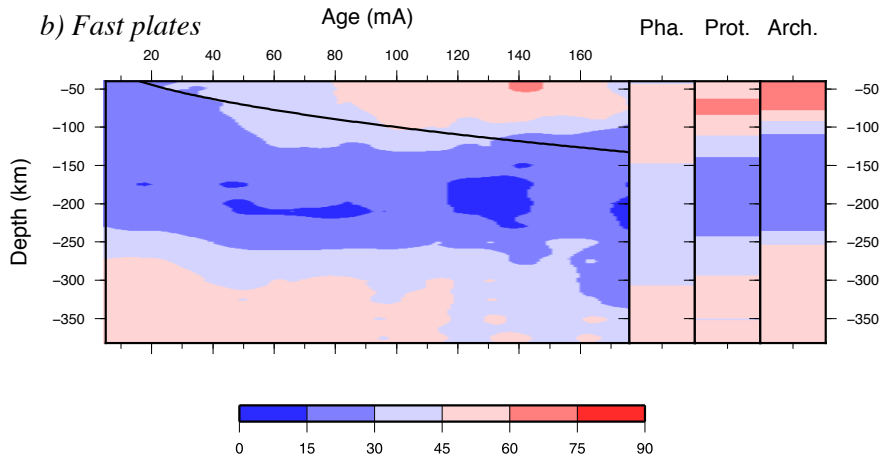 b) Fast plates
Age (mA)
Pha. Prot. Arch.
20 40 60 80 100 120 140 160
Depth (km)
−50 −50
−100 −100
−150 −150
−200 −200
−250 −250
−300 −300
−350 −350
0 15 30 45 60 75 90